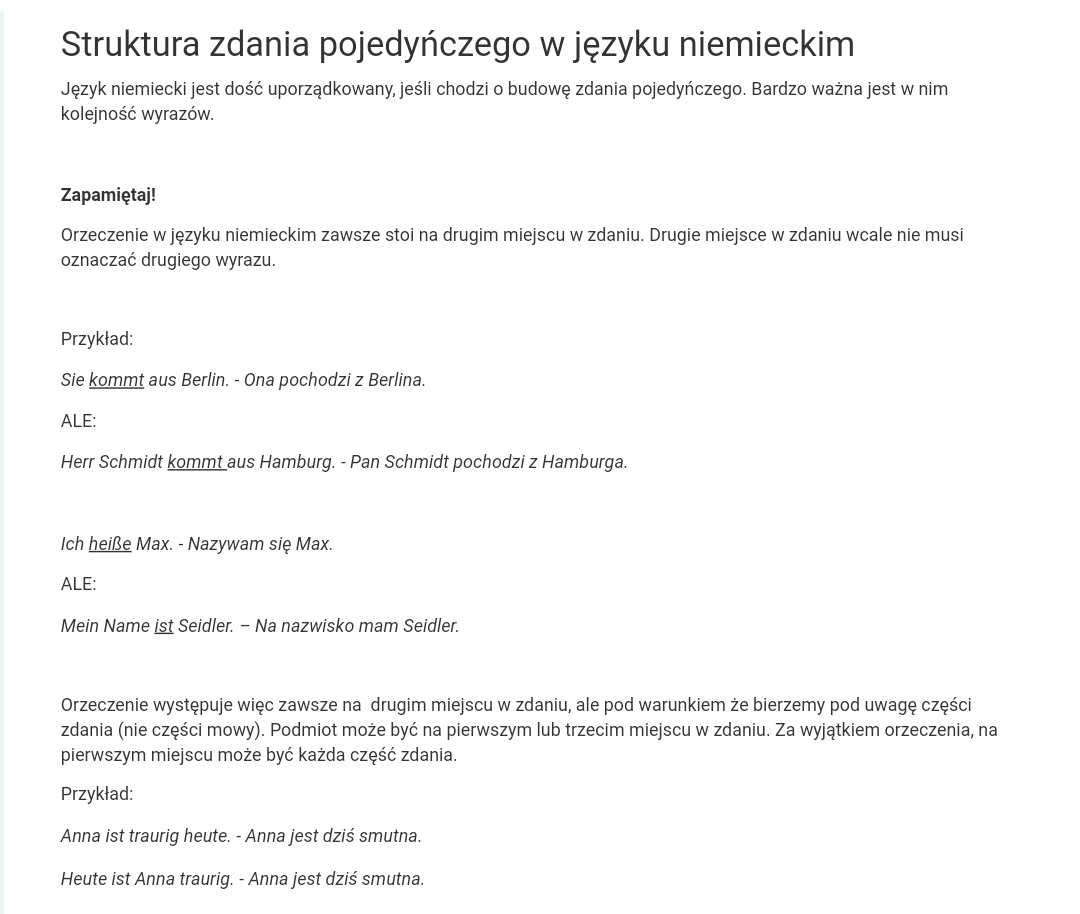 Struktura zdania pojedyńczego w języku niemieckim
Język niemiecki jest dość uporządkowany, jeśli chodzi o budowę zdania pojedyńczego. Bardzo ważna jest w nim
kolejność wyrazów.
Zapamiętaj!
Orzeczenie w języku niemieckim zawsze stoi na drugim miejscu w zdaniu. Drugie miejsce w zdaniu wcale nie musi
oznaczać drugiego wyrazu.
Przykład:
Sie kommt aus Berlin. - Ona pochodzi z Berlina.
ALE:
Herr Schmidt kommt aus Hamburg. - Pan Schmidt pochodzi z Hamburga.
Ich heiße Max. - Nazywam się Max.
ALE:
Mein Name ist Seidler. – Na nazwisko mam Seidler.
Orzeczenie występuje więc zawsze na  drugim miejscu w zdaniu, ale pod warunkiem że bierzemy pod uwagę części
zdania (nie części mowy). Podmiot może być na pierwszym lub trzecim miejscu w zdaniu. Za wyjątkiem orzeczenia, na
pierwszym miejscu może być każda część zdania.
Przykład:
Anna ist traurig heute. - Anna jest dziś smutna.
Heute ist Anna traurig. - Anna jest dziś smutna.